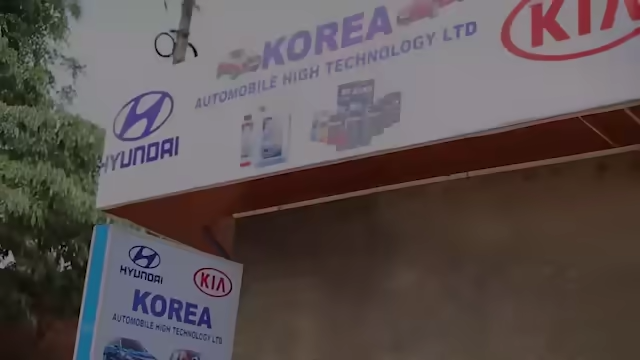 KOREA
AUTOMOBILE HIGH TECHNOLOGY LTD
KIA
HYUNDAI
HYUNDAI
KIA
KOREA
AUTOMOBILE HIGH TECHNOLOGY LTD